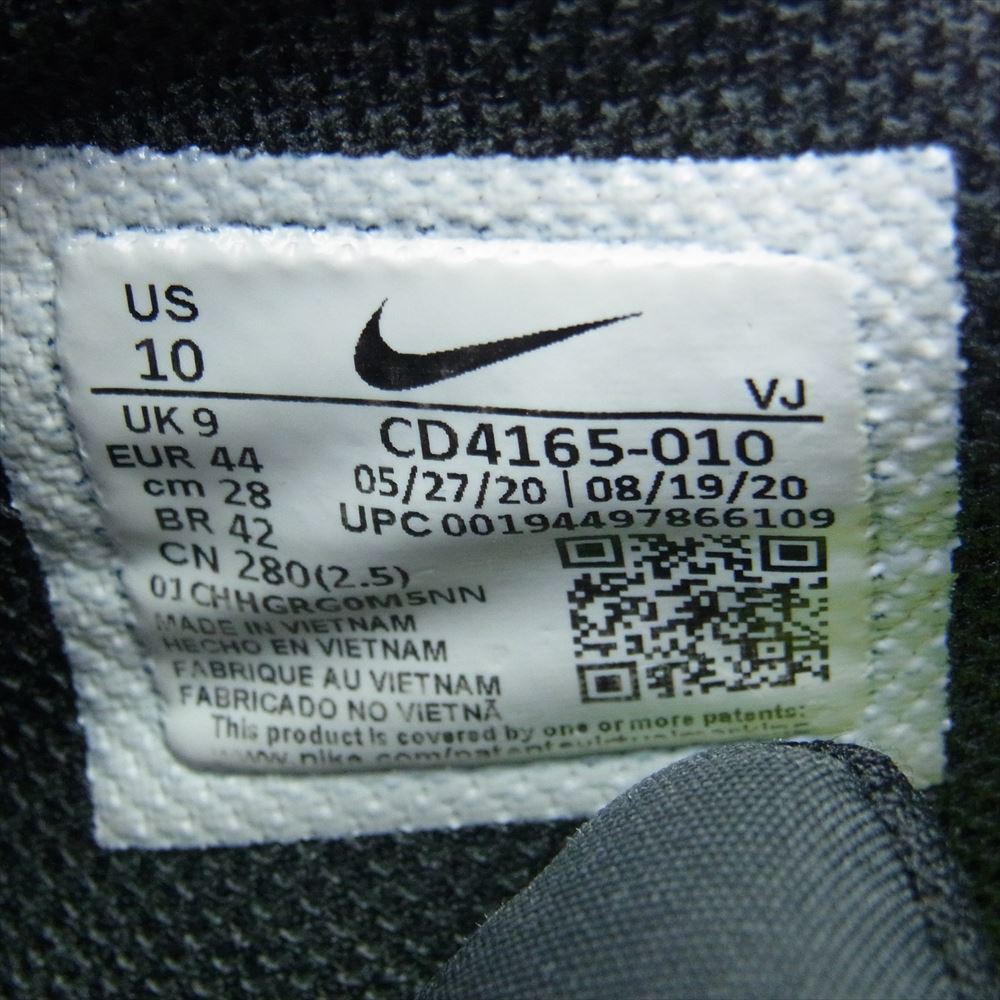 US
10
VJ
UK 9
EUR 44
cm 28
BR 42
CN 280(2.5)
CD4165-010
05/27/20 | 08/19/20
UPC 00194497866109
01CHHGRG0M5NN
MADE IN VIETNAM
HECHO EN VIETNAM
FABRIQUE AU VIETNAM
FABRICADO NO VIETNÃ
This product is covered by one or more patents: